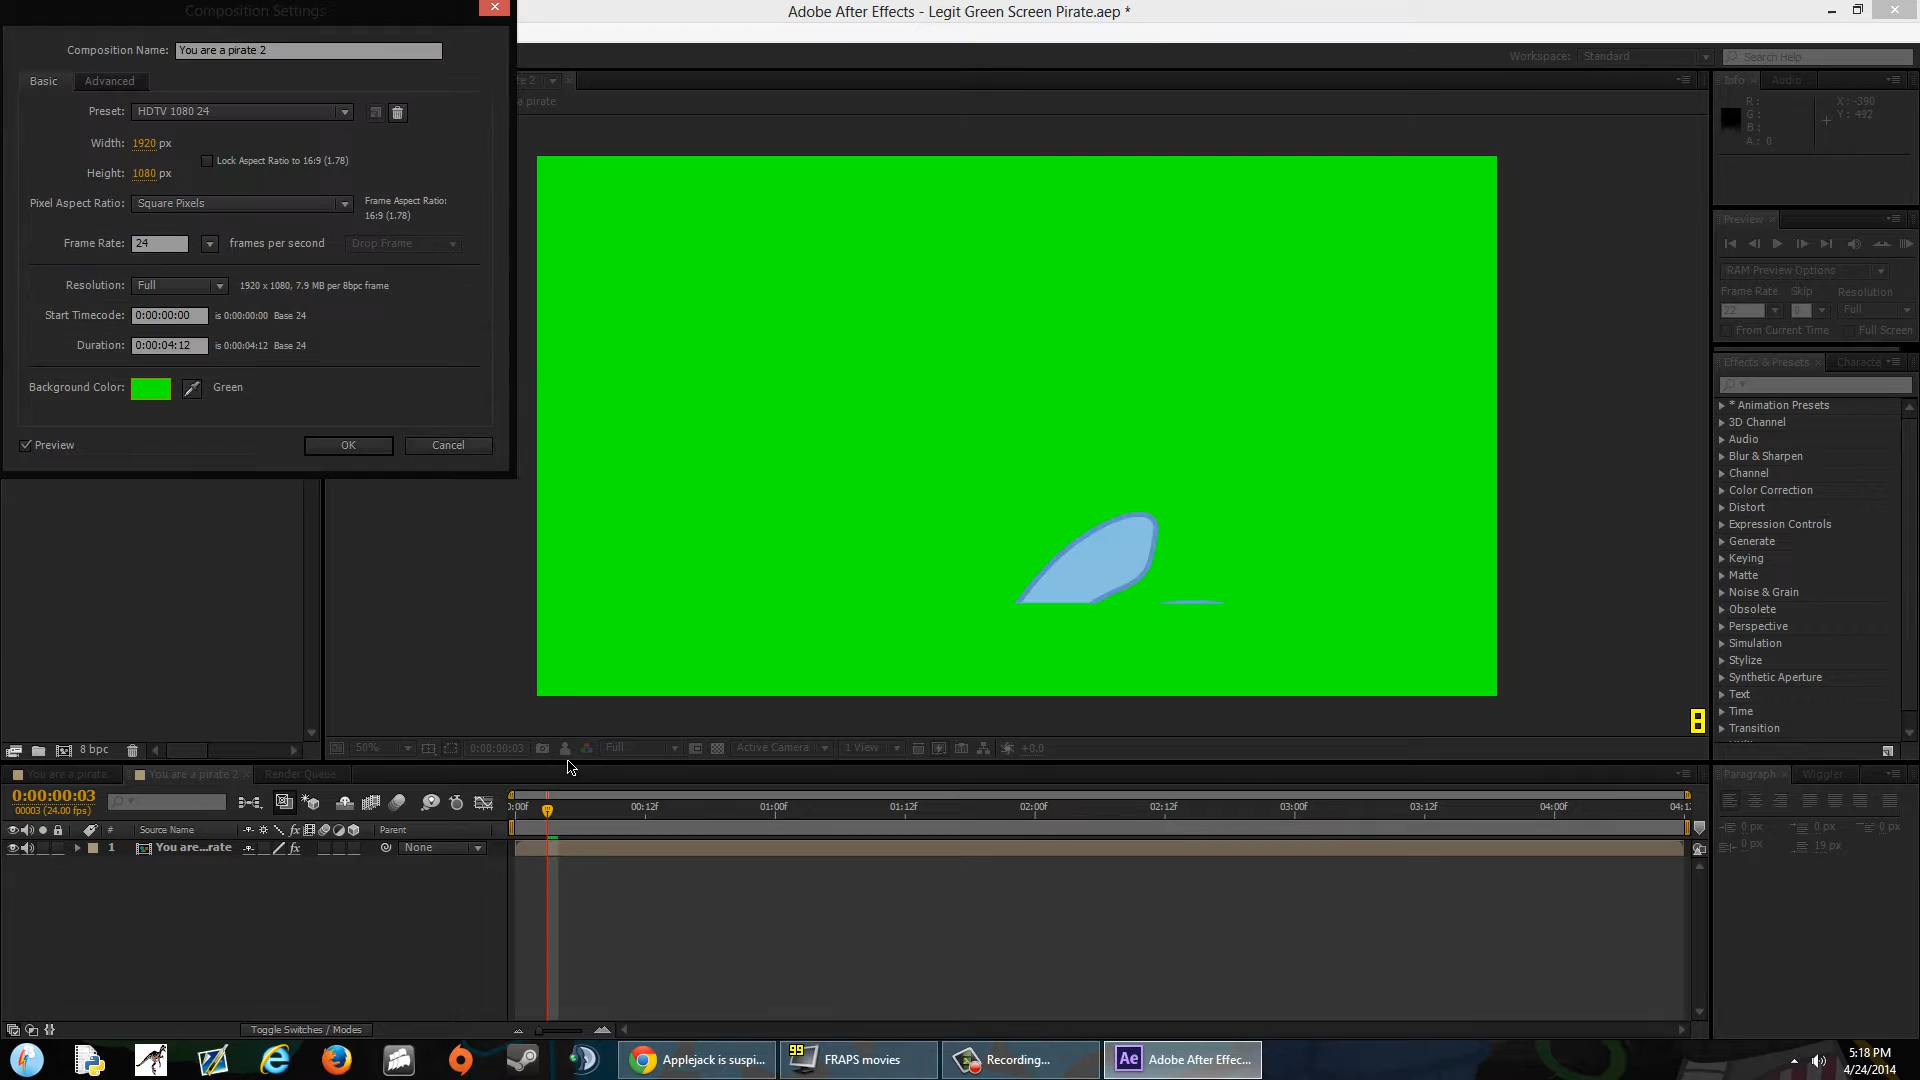 Composition Settings
Adobe After Effects - Legit Green Screen Pirate.aep *
Composition Name: You are a pirate 2
Workspace: Standard
Search Help
Basic
Advanced
Info
Audio
a pirate
Preset: HDTV 1080 24
R :
G :
B :
A : 0
X : -390
Y : 492
Width: 1920 px
Lock Aspect Ratio to 16:9 (1.78)
Height: 1080 px
Pixel Aspect Ratio: Square Pixels
Frame Aspect Ratio:
16:9 (1.78)
Preview
Frame Rate: 24 frames per second
Drop Frame
RAM Preview Options
Frame Rate Skip Resolution
22 0 Full
From Current Time Full Screen
Resolution: Full 1920 x 1080, 7.9 MB per 8bpc frame
Start Timecode: 0:00:00:00 is 0:00:00:00 Base 24
Duration: 0:00:04:12 is 0:00:04:12 Base 24
Effects & Presets
Characte
Background Color: Green
Preview
OK
Cancel
* Animation Presets
3D Channel
Audio
Blur & Sharpen
Channel
Color Correction
Distort
Expression Controls
Generate
Keying
Matte
Noise & Grain
Obsolete
Perspective
Simulation
Stylize
Synthetic Aperture
Text
Time
Transition
8 bpc
50%
0:00:00:03
Full
Active Camera
1 View
+0.0
You are a pirate
You are a pirate 2
Render Queue
Paragraph
Wiggler
0:00:00:03
00003 (24.00 fps)
:00f 00:12f 01:00f 01:12f 02:00f 02:12f 03:00f 03:12f 04:00f 04:1
# Source Name Parent
1 You are...rate None
0 px 0 px 0 px
0 px 19 px
Toggle Switches / Modes
Applejack is suspi...
99
FRAPS movies
Recording...
Ae
Adobe After Effec...
5:18 PM
4/24/2014